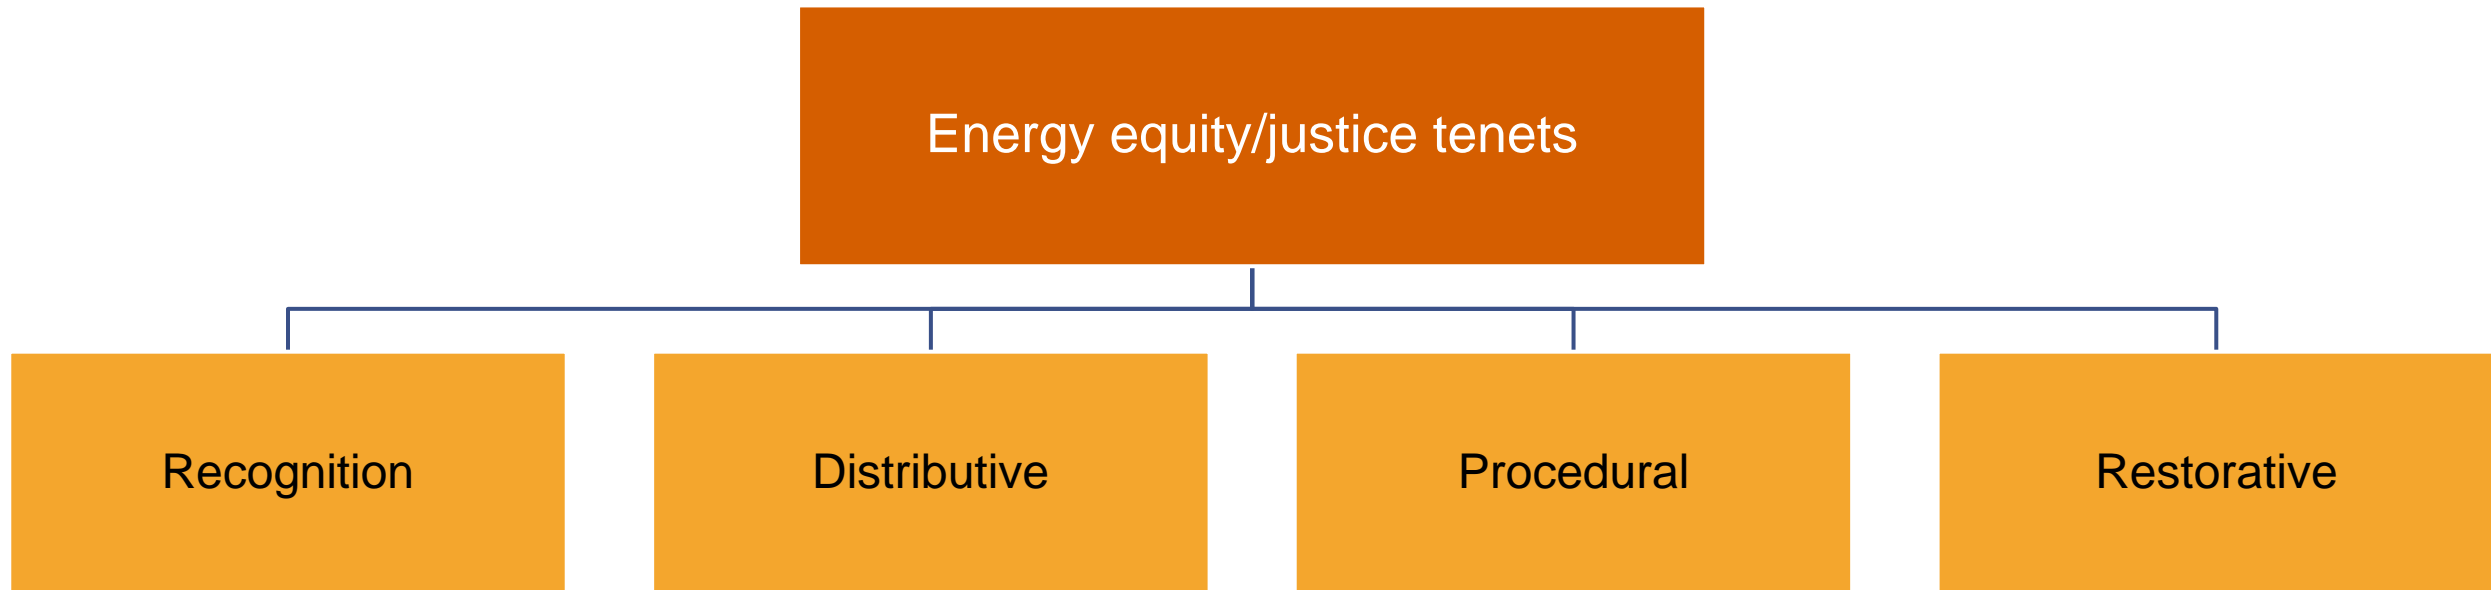 Energy equity/justice tenets
Recognition
Distributive
Procedural
Restorative